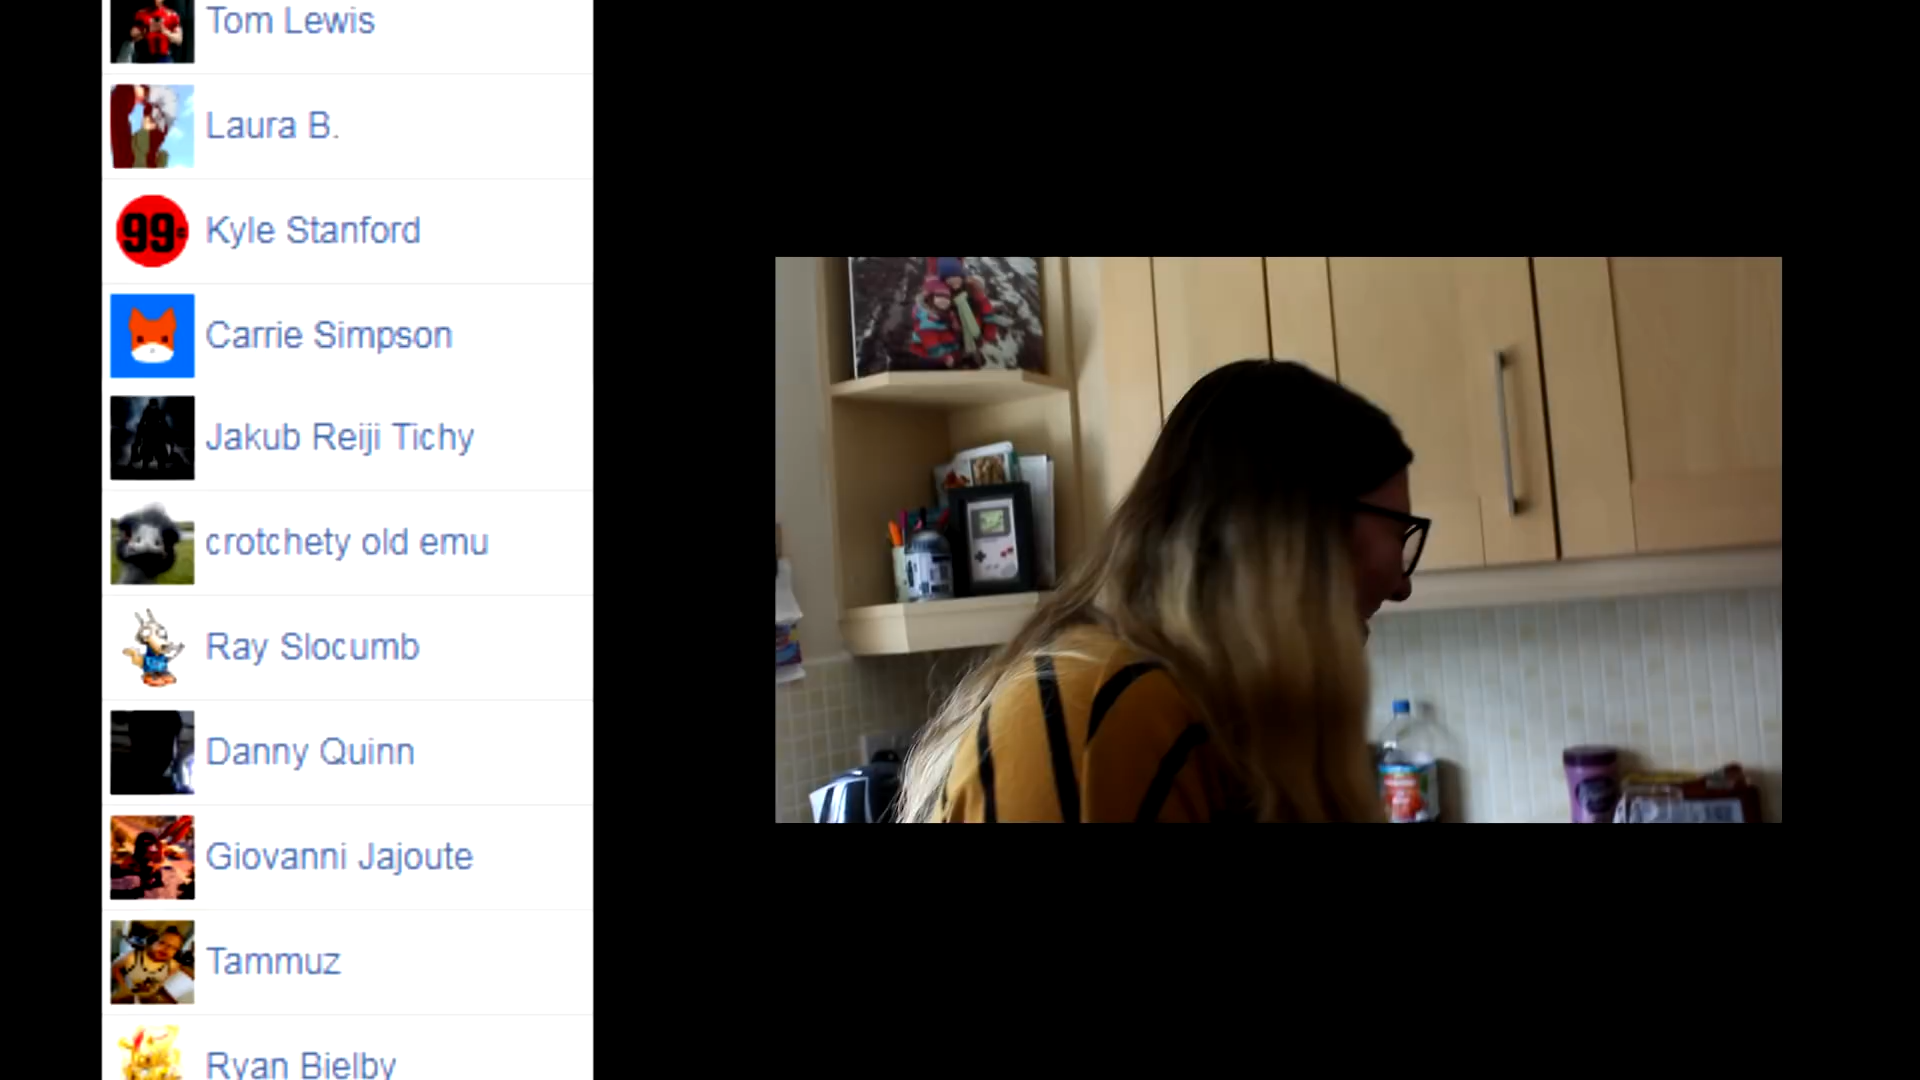 Tom Lewis
Laura B.
99¢
Kyle Stanford
Carrie Simpson
Jakub Reiji Tichy
crotchety old emu
Ray Slocumb
Danny Quinn
Giovanni Jajoute
Tammuz
Ryan Bielby